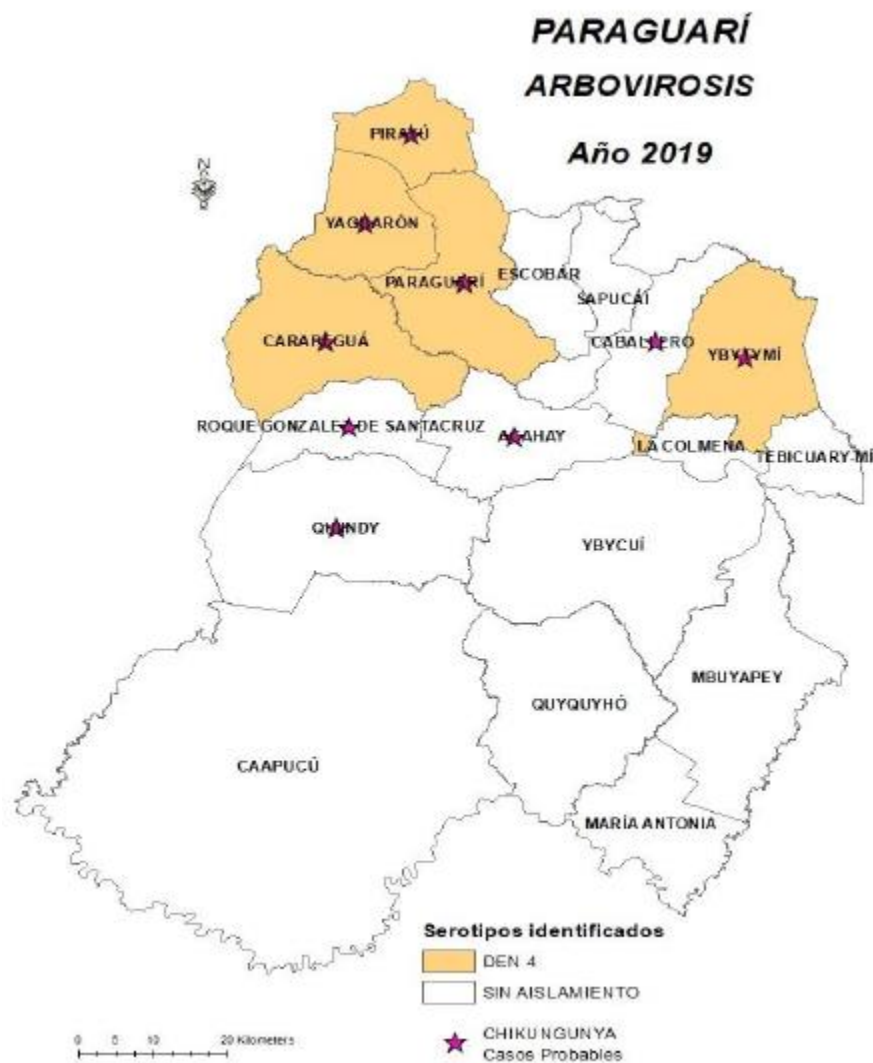 PARAGUARÍ
ARBOVIROSIS
Año 2019
PIRAYÚ
YAGUARÓN
ESCOBÁR
PARAGUARÍ
SAPUCÁI
CARAPEGUÁ
CABALLERO
YBYTYMÍ
ROQUE GONZALEZ DE SANTACRUZ
ACAHAY
LA COLMENA
TEBICUARY-MÍ
QUIINDY
YBYCUÍ
MBUYAPEY
QUYQUYHÓ
CAAPUCÚ
MARÍA ANTONIA
Serotipos identificados
DEN 4
SIN AISLAMIENTO
CHIKUNGUNYA
Casos Probables
0 5 10 20 Kilometers